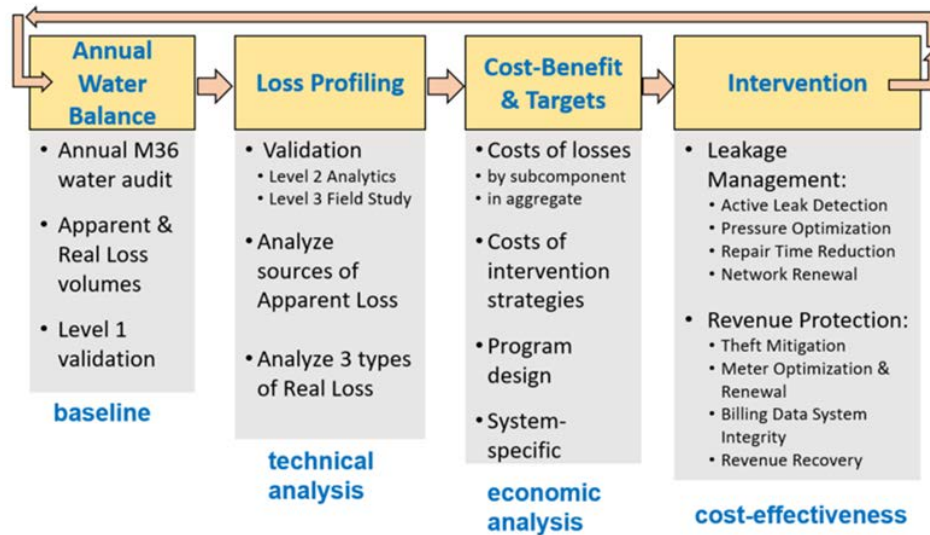 Annual
Water
Balance
• Annual M36
water audit
• Apparent &
Real Loss
volumes
• Level 1
validation
baseline
Loss Profiling
• Validation
• Level 2 Analytics
• Level 3 Field Study
• Analyze
sources of
Apparent Loss
• Analyze 3 types
of Real Loss
technical
analysis
Cost-Benefit
& Targets
• Costs of losses
• by subcomponent
• in aggregate
• Costs of
intervention
strategies
• Program
design
• System-
specific
economic
analysis
Intervention
• Leakage
Management:
• Active Leak Detection
• Pressure Optimization
• Repair Time Reduction
• Network Renewal
• Revenue Protection:
• Theft Mitigation
• Meter Optimization &
Renewal
• Billing Data System
Integrity
• Revenue Recovery
cost-effectiveness